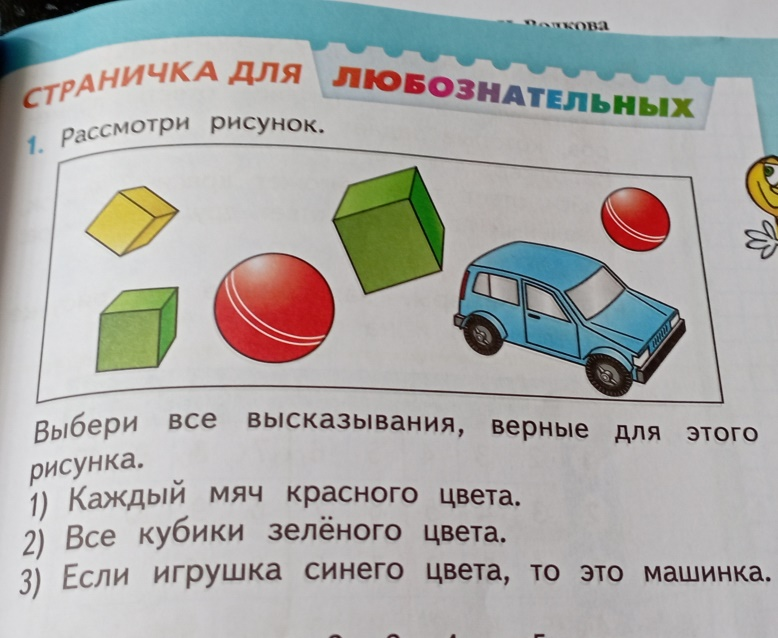 СТРАНИЧКА ДЛЯ ЛЮБОЗНАТЕЛЬНЫХ
1. Рассмотри рисунок.
Выбери все высказывания, верные для этого
рисунка.
1) Каждый мяч красного цвета.
2) Все кубики зелёного цвета.
3) Если игрушка синего цвета, то это машинка.